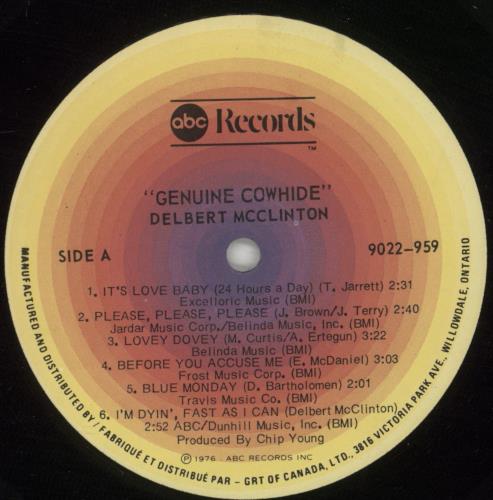 abc Records
TM
"GENUINE COWHIDE"
DELBERT MCCLINTON
SIDE A
9022-959
1. IT'S LOVE BABY (24 Hours a Day) (T. Jarrett) 2:31
Excelloric Music (BMI)
2. PLEASE, PLEASE, PLEASE (J. Brown/J. Terry) 2:40
Jardar Music Corp./Belinda Music, Inc. (BMI)
3. LOVEY DOVEY (M. Curtis/A. Ertegun) 3:22
Belinda Music (BMI)
4. BEFORE YOU ACCUSE ME (E. McDaniel) 3:03
Frost Music Corp. (BMI)
5. BLUE MONDAY (D. Bartholomen) 2:01
Travis Music Co. (BMI)
6. I'M DYIN', FAST AS I CAN (Delbert McClinton)
2:52 ABC/Dunhill Music, Inc. (BMI)
Produced By Chip Young
Ⓟ1976 . ABC RECORDS INC
MANUFACTURED AND DISTRIBUTED BY / FABRIQUÉ ET DISTRIBUÉ PAR - GRT OF CANADA, LTD., 3816 VICTORIA PARK AVE., WILLOWDALE, ONTARIO